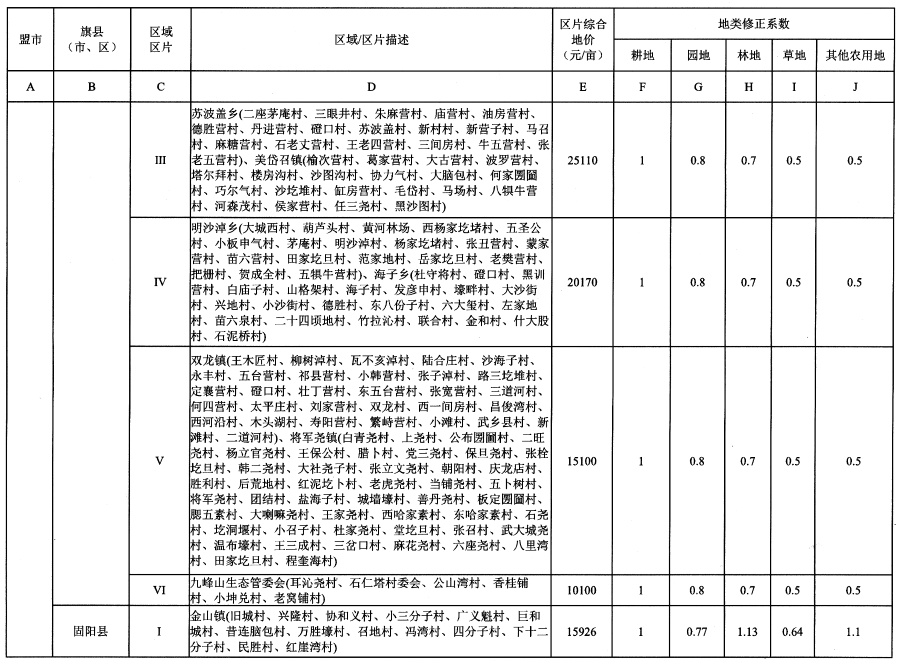 盟市
旗县
（市、区）
区域
区片
区域/区片描述
区片综合
地价
（元/亩）
地类修正系数
耕地
园地
林地
草地
其他农用地
A
B
C
D
E
F
G
H
I
J
III
苏波盖乡(二座茅庵村、三眼井村、朱麻营村、庙营村、油房营村、
德胜营村、丹进营村、磴口村、苏波盖村、新村村、新营子村、马召
村、麻糖营村、石老丈营村、王老四营村、三间房村、牛五营村、张
老五营村)、美岱召镇(榆次营村、葛家营村、大古营村、波罗营村、
塔尔拜村、楼房沟村、沙图沟村、协力气村、大脑包村、何家圐圙
村、巧尔气村、沙圪堆村、缸房营村、毛岱村、马场村、八犋牛营
村、河森茂村、侯家营村、任三尧村、黑沙图村)
25110
1
0.8
0.7
0.5
0.5
IV
明沙淖乡(大城西村、葫芦头村、黄河林场、西杨家圪堵村、五圣公
村、小板申气村、茅庵村、明沙淖村、杨家圪堵村、张丑营村、蒙家
营村、苗六营村、田家圪旦村、范家地村、岳家圪旦村、老樊营村、
把栅村、贺成全村、五犋牛营村)、海子乡(杜守将村、磴口村、黑训
营村、白庙子村、山格架村、海子村、发彦申村、壕畔村、大沙街
村、兴地村、小沙街村、德胜村、东八份子村、六大玺村、左家地
村、苗六泉村、二十四顷地村、竹拉沁村、联合村、金和村、什大股
村、石泥桥村)
20170
1
0.8
0.7
0.5
0.5
V
双龙镇(王木匠村、柳树淖村、瓦不亥淖村、陆合庄村、沙海子村、
永丰村、五台营村、祁县营村、小韩营村、张子淖村、路三圪堆村、
定襄营村、磴口村、壮丁营村、东五台营村、张宽营村、三道河村、
何四营村、太平庄村、刘家营村、双龙村、西一间房村、昌俊湾村、
西河沿村、木头湖村、寿阳营村、繁峙营村、小滩村、武乡县村、新
滩村、二道河村)、将军尧镇(白青尧村、上尧村、公布圐圙村、二旺
尧村、杨立官尧村、王保公村、腊卜村、党三尧村、保旦尧村、张栓
圪旦村、韩二尧村、大社尧子村、张立文尧村、朝阳村、庆龙店村、
胜利村、后荒地村、红泥圪卜村、老虎尧村、当铺尧村、五卜树村、
将军尧村、团结村、盐海子村、城墙壕村、善丹尧村、板定圐圙村、
腮五素村、大喇嘛尧村、王家尧村、西哈家素村、东哈家素村、石尧
村、圪洞堰村、小召子村、杜家尧村、堂圪旦村、张召村、武大城尧
村、温布壕村、王三成村、三岔口村、麻花尧村、六座尧村、八里湾
村、田家圪旦村、程奎海村)
15100
1
0.8
0.7
0.5
0.5
VI
九峰山生态管委会(耳沁尧村、石仁塔村委会、公山湾村、香桂铺
村、小坤兑村、老窝铺村)
10100
1
0.8
0.7
0.5
0.5
固阳县
I
金山镇(旧城村、兴隆村、协和义村、小三分子村、广义魁村、巨和
城村、昔连脑包村、万胜壕村、召地村、冯湾村、四分子村、下十二
分子村、民胜村、红崖湾村)
15926
1
0.77
1.13
0.64
1.1